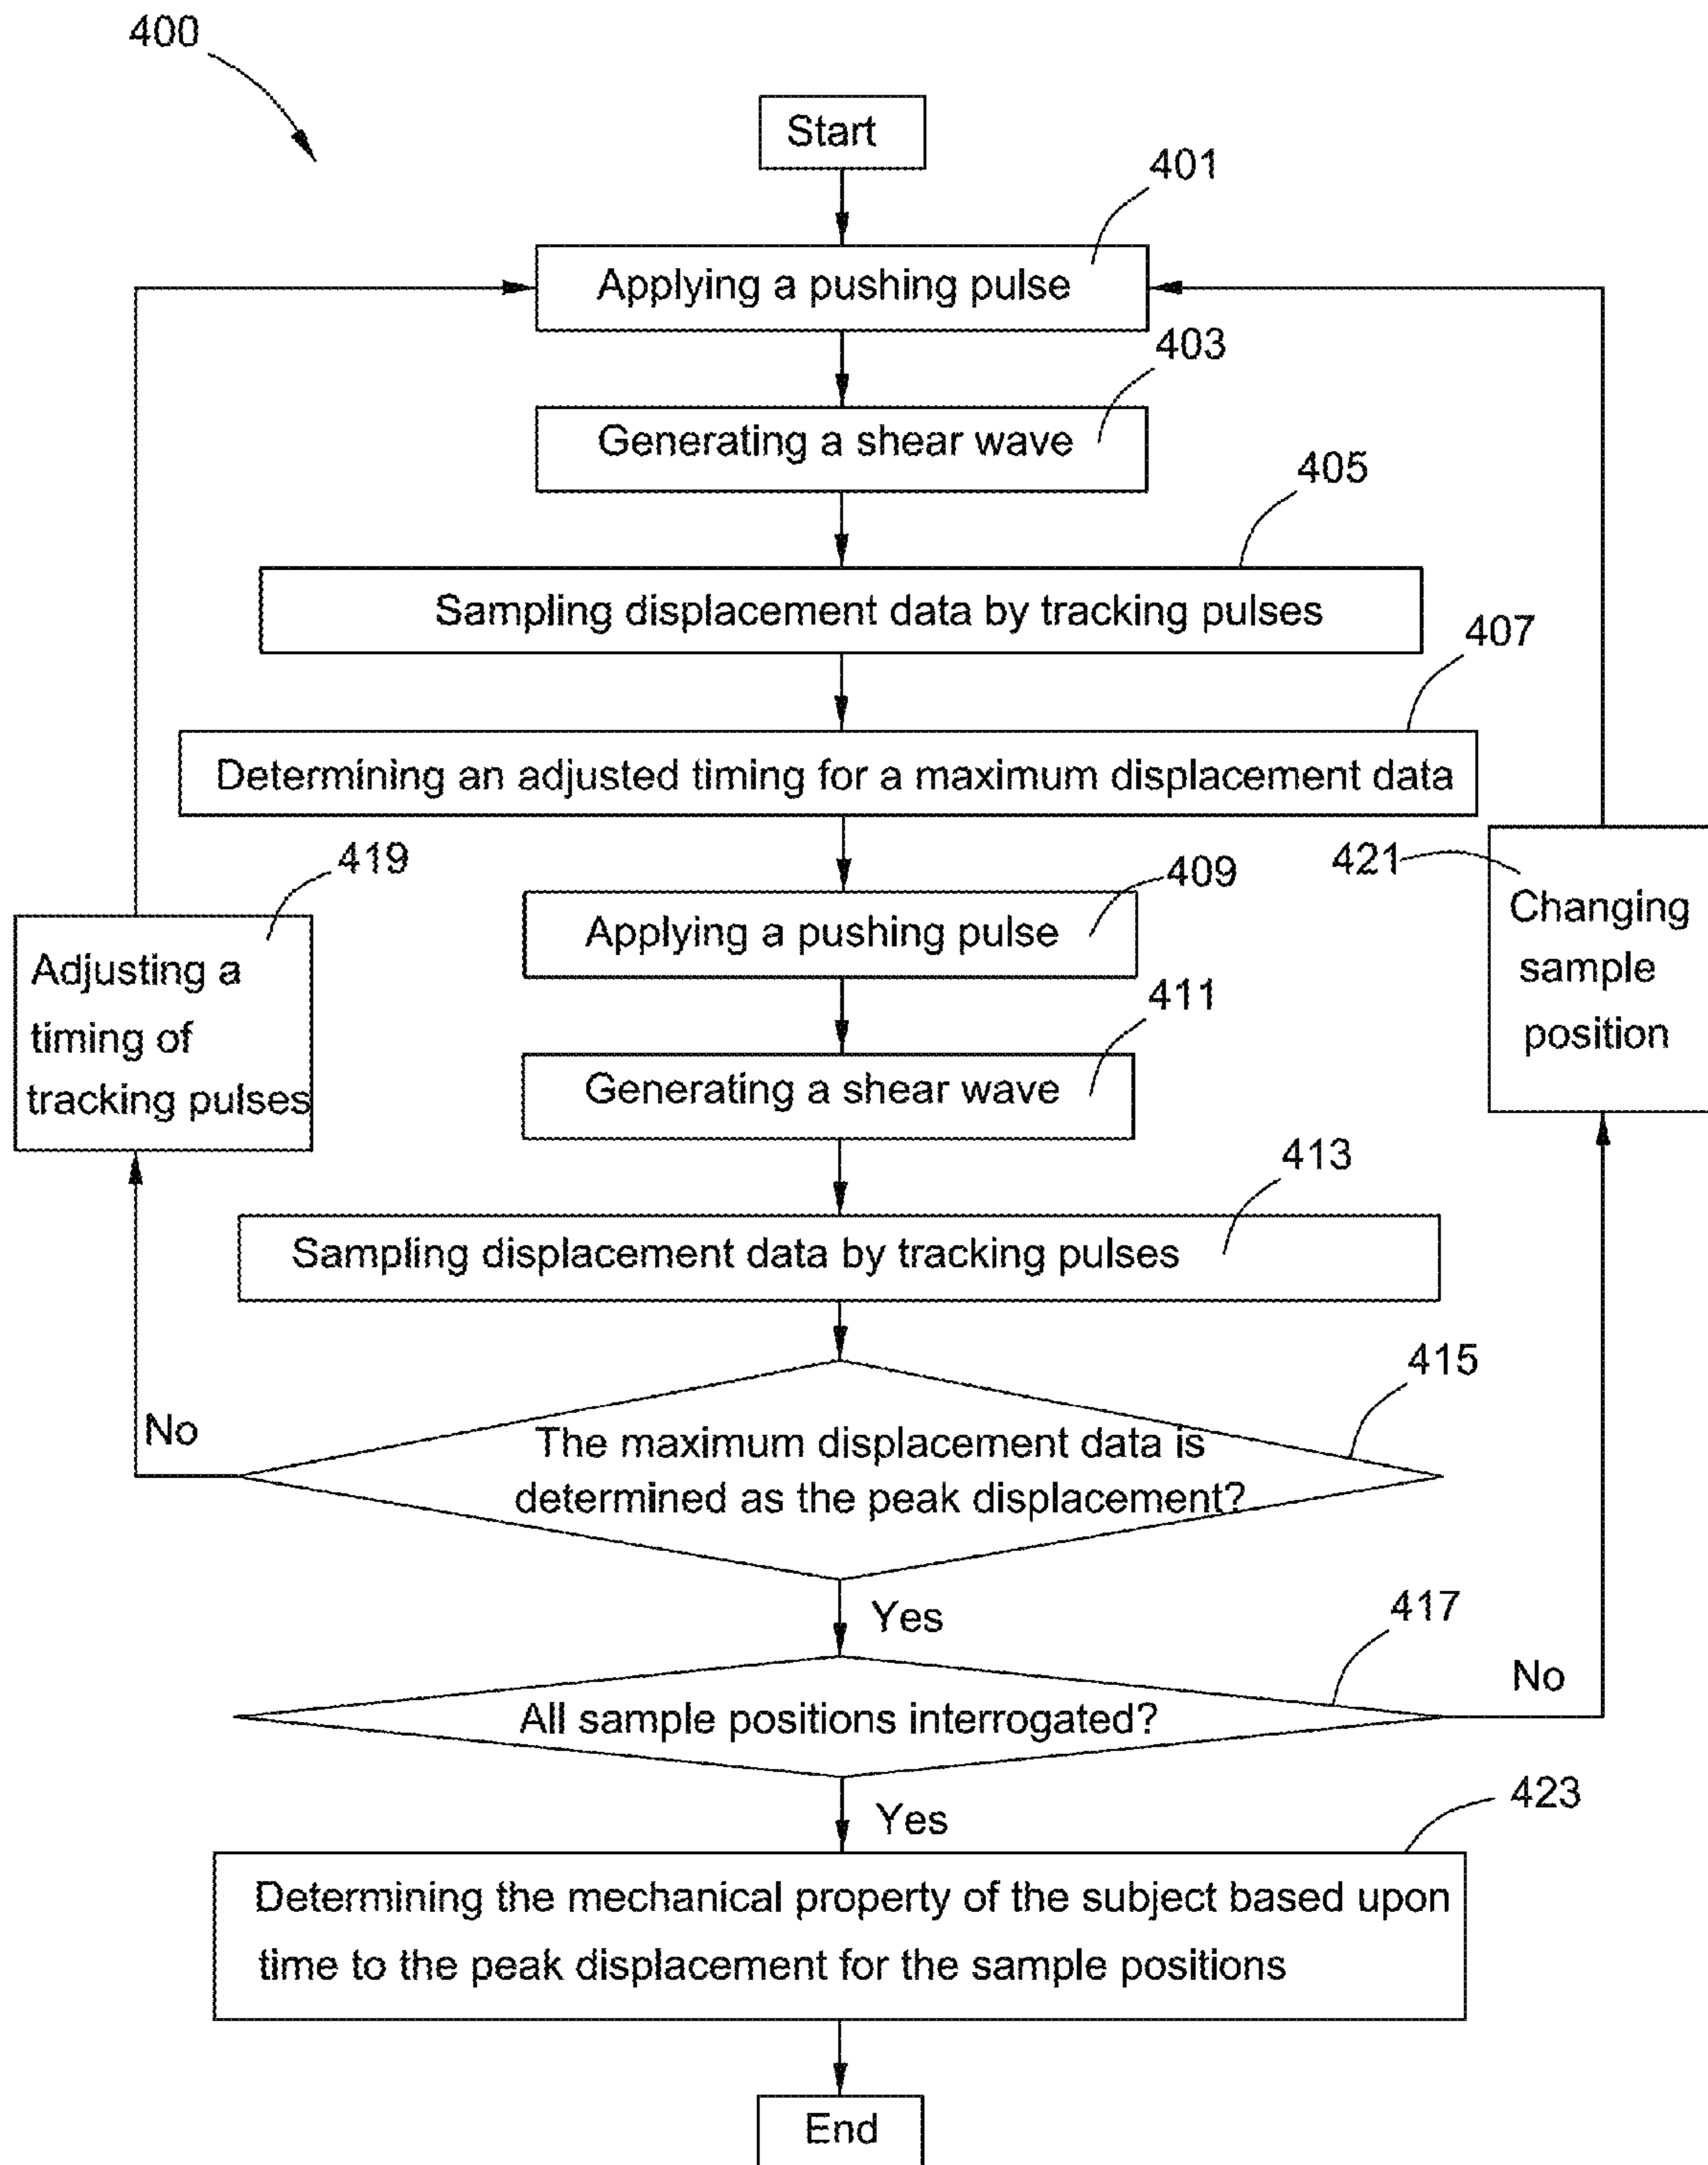 400
Start
401
Applying a pushing pulse
403
Generating a shear wave
405
Sampling displacement data by tracking pulses
407
Determining an adjusted timing for a maximum displacement data
419
Adjusting a
timing of
tracking pulses
409
Applying a pushing pulse
421
Changing
sample
position
411
Generating a shear wave
413
Sampling displacement data by tracking pulses
415
The maximum displacement data is
determined as the peak displacement?
No
Yes
417
All sample positions interrogated?
No
Yes
423
Determining the mechanical property of the subject based upon
time to the peak displacement for the sample positions
End